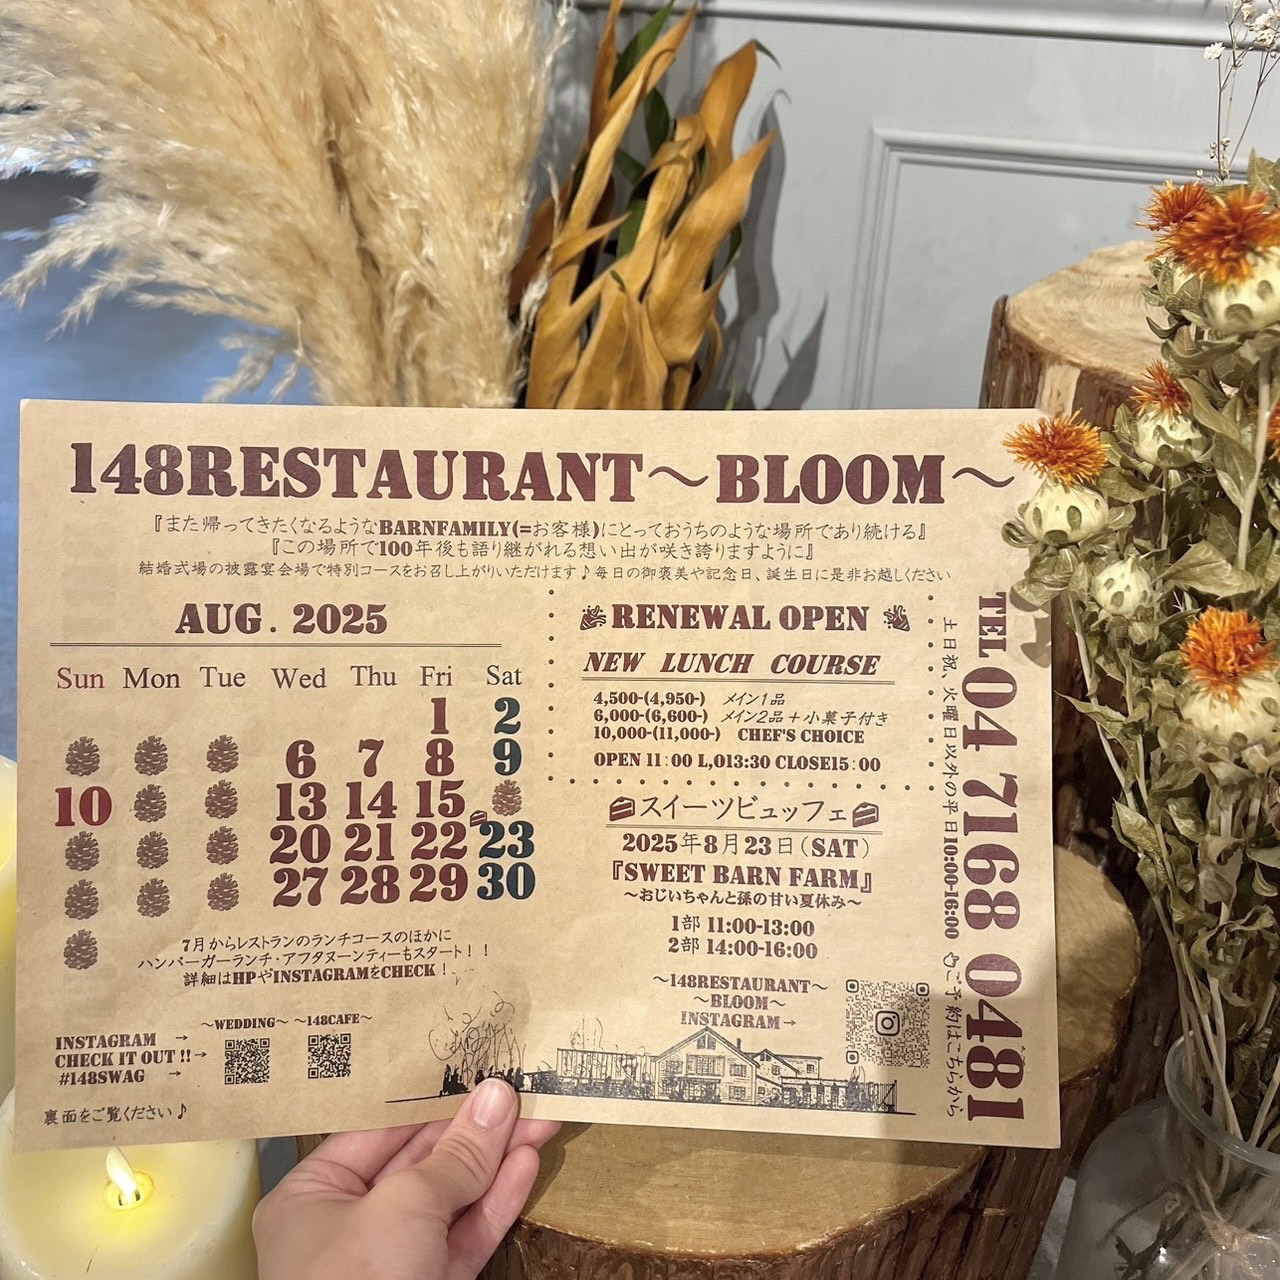 148RESTAURANT～BLOOM～
『また帰ってきたくなるようなBARNFAMILY(=お客様)にとっておうちのような場所であり続ける』
『この場所で100年後も語り継がれる想い出が咲き誇りますように』
結婚式場の披露宴会場で特別コースをお召し上がりいただけます♪毎日の御褒美や記念日、誕生日に是非お越しください
AUG. 2025
Sun Mon Tue Wed Thu Fri Sat
1 2
6 7 8 9
10 13 14 15
20 21 22 23
27 28 29 30
7月からレストランのランチコースのほかに
ハンバーガーランチ・アフタヌーンティーもスタート！！
詳細はHPやINSTAGRAMをCHECK！
INSTAGRAM →
CHECK IT OUT !!→
#148SWAG →
～WEDDING～ ～148CAFE～
裏面をご覧ください♪
RENEWAL OPEN
NEW LUNCH COURSE
4,500-(4,950-) メイン1品
6,000-(6,600-) メイン2品＋小菓子付き
10,000-(11,000-) CHEF'S CHOICE
OPEN 11:00 L,O13:30 CLOSE15:00
スイーツビュッフェ
2025年8月23日(SAT)
『SWEET BARN FARM』
～おじいちゃんと孫の甘い夏休み～
1部 11:00-13:00
2部 14:00-16:00
～148RESTAURANT～
～BLOOM～
INSTAGRAM→
TEL 04 7168 0481
土日祝、火曜日以外の平日10:00-16:00 ご予約はこちらから